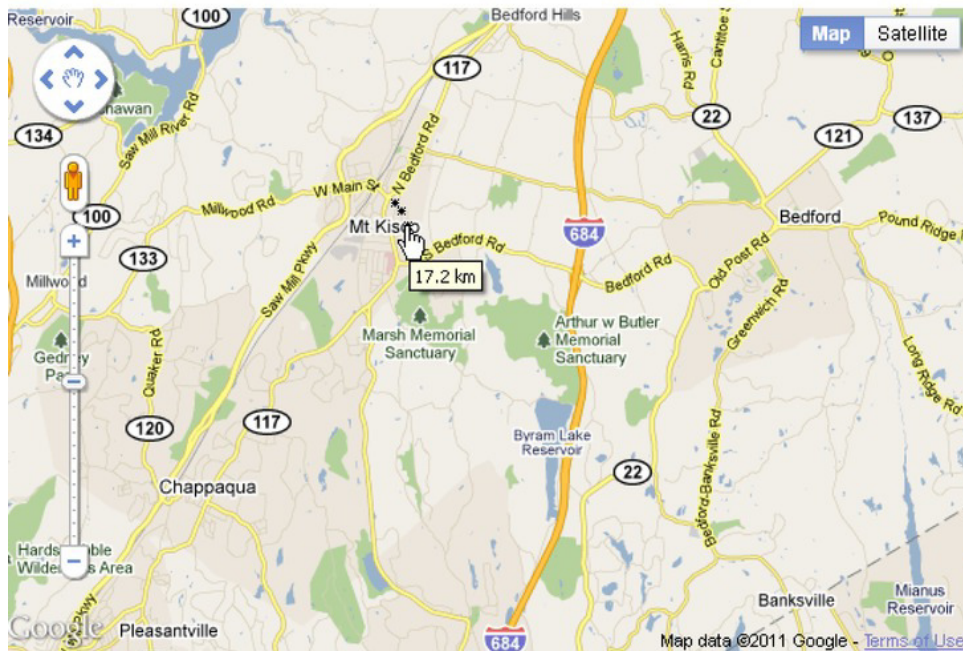 Bedford Hills
100
Reservoir
Map
Satellite
117
Harris Rd
Cantitoe St
22
137
121
134
Saw Mill River Rd
N Bedford Rd
W Main St
Millwood Rd
100
Mt Kisco
684
Bedford
Pound Ridge
133
S Bedford Rd
Saw Mill Pkwy
17.2 km
Bedford Rd
Old Post Rd
Millwood
Greenwich Rd
Marsh Memorial
Sanctuary
Arthur w Butler
Memorial
Sanctuary
Quaker Rd
Long Ridge Rd
120
117
Byram Lake
Reservoir
22
Bedford-Banksville Rd
Chappaqua
Banksville
Mianus
Reservoir
Google
Pleasantville
684
Map data ©2011 Google - Terms of Use